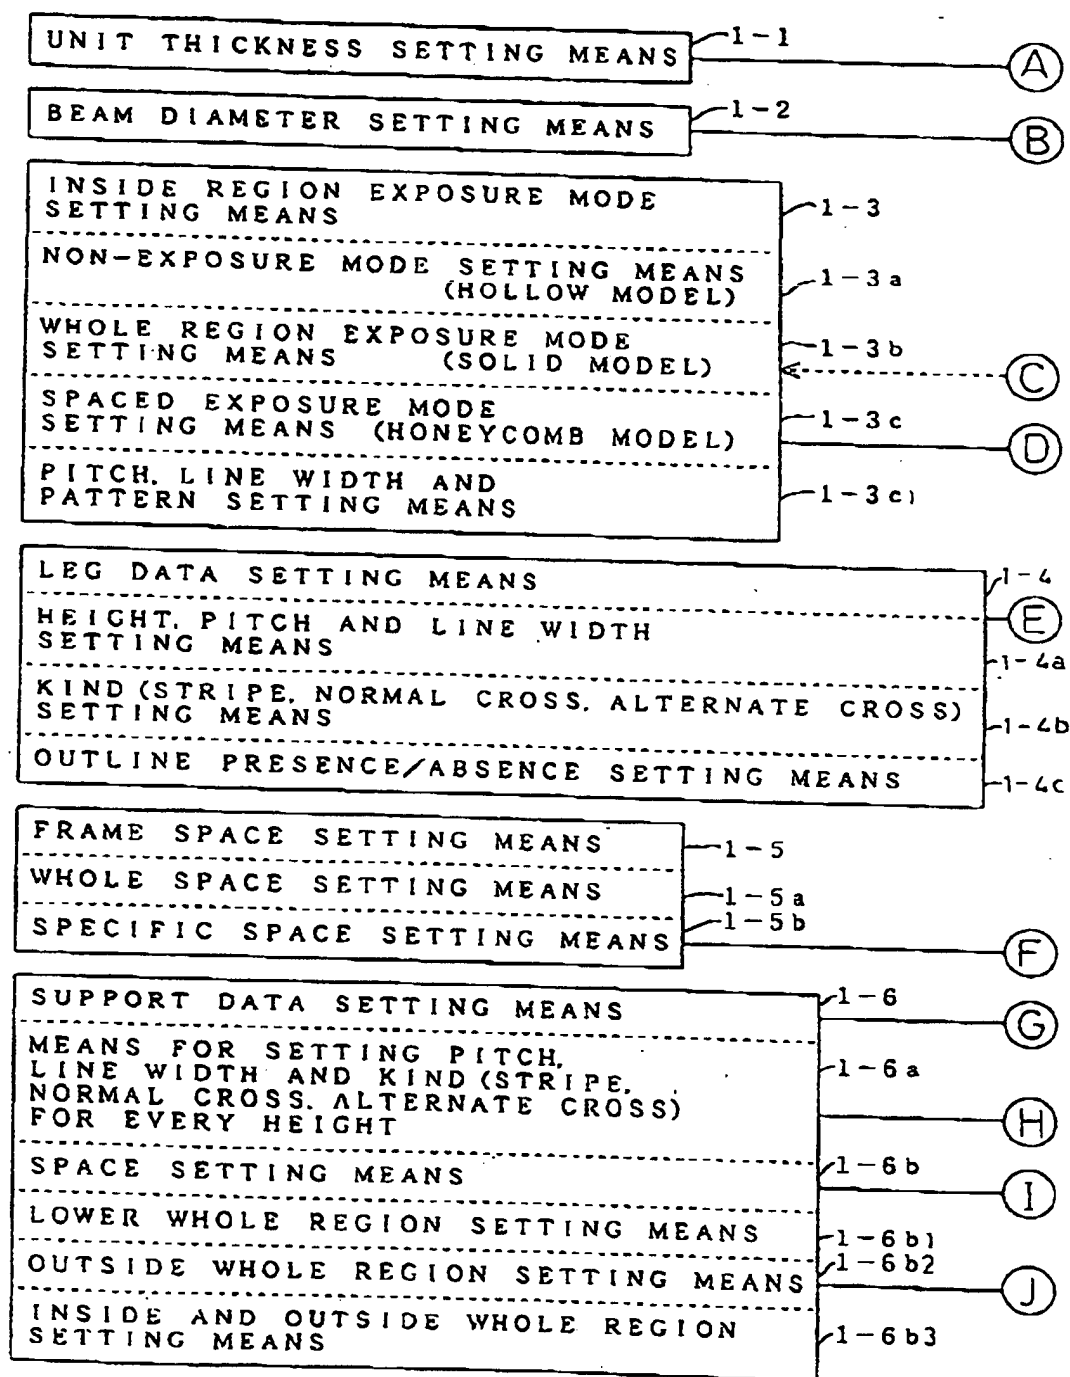 UNIT THICKNESS SETTING MEANS
1-1
A
BEAM DIAMETER SETTING MEANS
1-2
B
INSIDE REGION EXPOSURE MODE
SETTING MEANS
1-3
NON-EXPOSURE MODE SETTING MEANS
(HOLLOW MODEL)
1-3a
WHOLE REGION EXPOSURE MODE
SETTING MEANS (SOLID MODEL)
1-3b
C
SPACED EXPOSURE MODE
SETTING MEANS (HONEYCOMB MODEL)
1-3c
D
PITCH, LINE WIDTH AND
PATTERN SETTING MEANS
1-3c1
LEG DATA SETTING MEANS
1-4
E
HEIGHT, PITCH AND LINE WIDTH
SETTING MEANS
1-4a
KIND (STRIPE, NORMAL CROSS, ALTERNATE CROSS)
SETTING MEANS
1-4b
OUTLINE PRESENCE/ABSENCE SETTING MEANS
1-4c
FRAME SPACE SETTING MEANS
1-5
WHOLE SPACE SETTING MEANS
1-5a
SPECIFIC SPACE SETTING MEANS
1-5b
F
SUPPORT DATA SETTING MEANS
1-6
G
MEANS FOR SETTING PITCH,
LINE WIDTH AND KIND (STRIPE,
NORMAL CROSS, ALTERNATE CROSS)
FOR EVERY HEIGHT
1-6a
H
SPACE SETTING MEANS
1-6b
I
LOWER WHOLE REGION SETTING MEANS
1-6b1
OUTSIDE WHOLE REGION SETTING MEANS
1-6b2
J
INSIDE AND OUTSIDE WHOLE REGION
SETTING MEANS
1-6b3